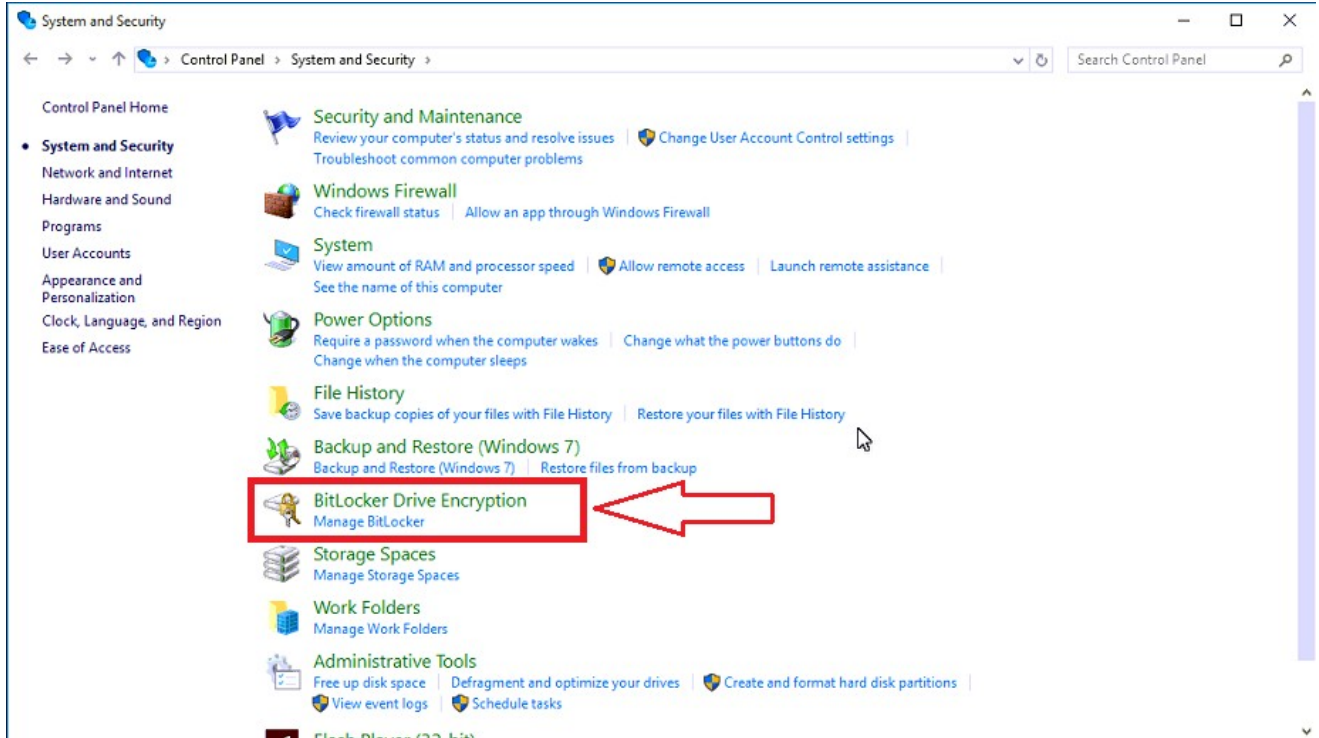 System and Security
Control Panel > System and Security >
Search Control Panel
Control Panel Home
System and Security
Network and Internet
Hardware and Sound
Programs
User Accounts
Appearance and
Personalization
Clock, Language, and Region
Ease of Access
Security and Maintenance
Review your computer's status and resolve issues
Change User Account Control settings
Troubleshoot common computer problems
Windows Firewall
Check firewall status
Allow an app through Windows Firewall
System
View amount of RAM and processor speed
Allow remote access
Launch remote assistance
See the name of this computer
Power Options
Require a password when the computer wakes
Change what the power buttons do
Change when the computer sleeps
File History
Save backup copies of your files with File History
Restore your files with File History
Backup and Restore (Windows 7)
Backup and Restore (Windows 7)
Restore files from backup
BitLocker Drive Encryption
Manage BitLocker
Storage Spaces
Manage Storage Spaces
Work Folders
Manage Work Folders
Administrative Tools
Free up disk space
Defragment and optimize your drives
Create and format hard disk partitions
View event logs
Schedule tasks
Flash Player (32-bit)